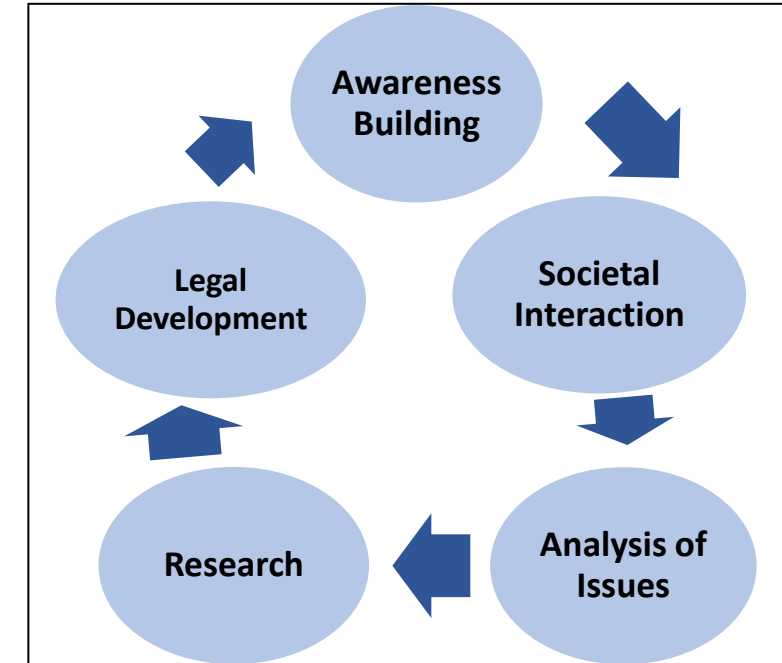 Awareness
Building
Societal
Interaction
Analysis of
Issues
Research
Legal
Development